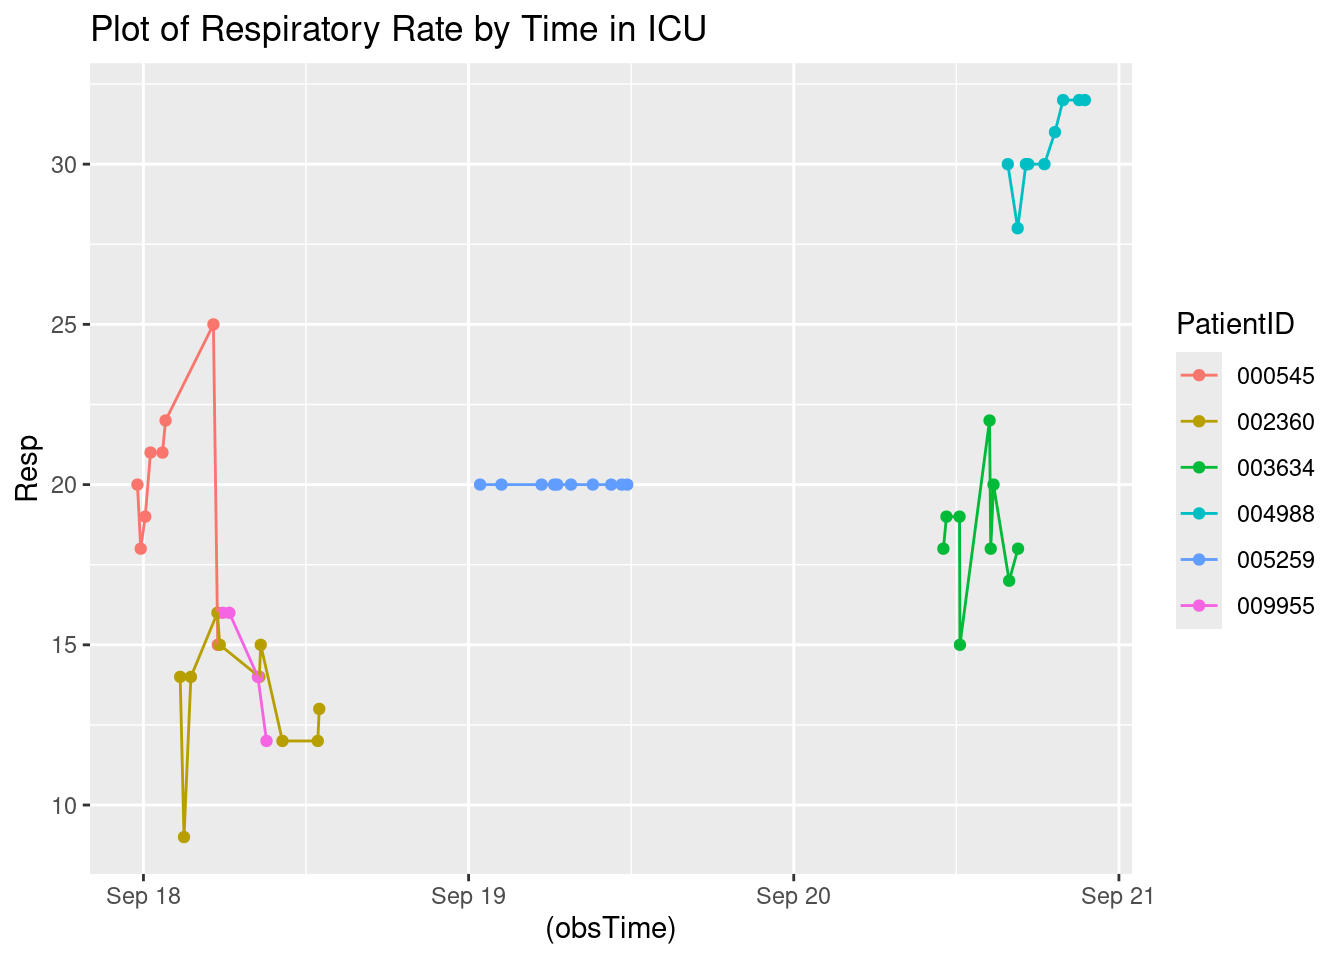 Plot of Respiratory Rate by Time in ICU
Resp
30
25
20
15
10
Sep 18
Sep 19
Sep 20
Sep 21
(obsTime)
PatientID
000545
002360
003634
004988
005259
009955